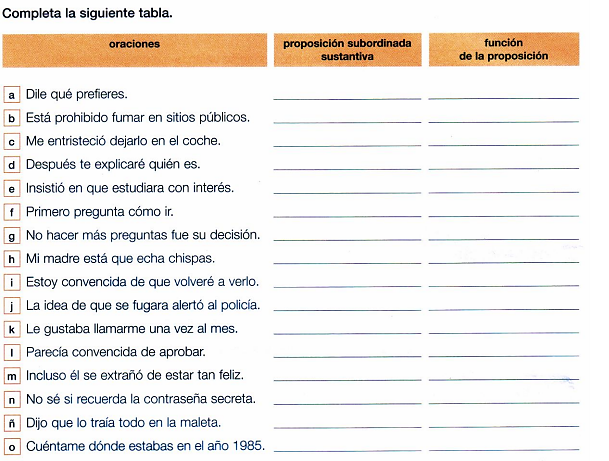 Completa la siguiente tabla.
oraciones
proposición subordinada
sustantiva
función
de la proposición
a Dile qué prefieres.
b Está prohibido fumar en sitios públicos.
c Me entristeció dejarlo en el coche.
d Después te explicaré quién es.
e Insistió en que estudiara con interés.
f Primero pregunta cómo ir.
g No hacer más preguntas fue su decisión.
h Mi madre está que echa chispas.
i Estoy convencida de que volveré a verlo.
j La idea de que se fugara alertó al policía.
k Le gustaba llamarme una vez al mes.
l Parecía convencida de aprobar.
m Incluso él se extrañó de estar tan feliz.
n No sé si recuerda la contraseña secreta.
ñ Dijo que lo traía todo en la maleta.
o Cuéntame dónde estabas en el año 1985.